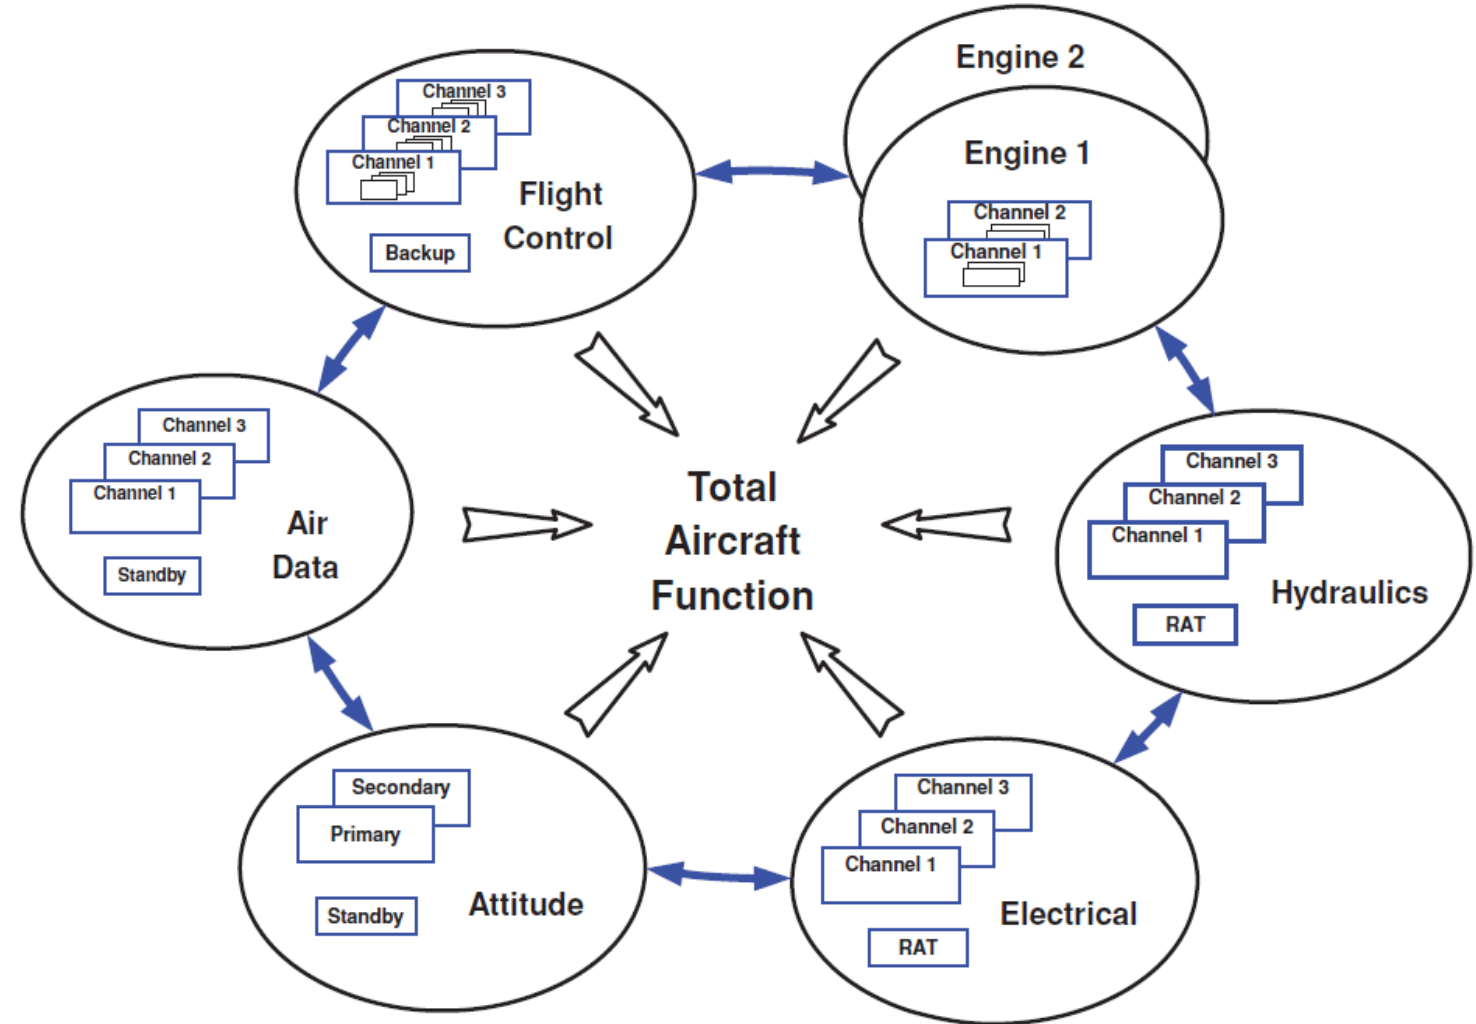 Engine 2
Engine 1
Channel 2
Channel 1
Channel 3
Channel 2
Channel 1
Flight
Control
Backup
Channel 3
Channel 2
Channel 1
Air
Data
Standby
Total
Aircraft
Function
Channel 3
Channel 2
Channel 1
Hydraulics
RAT
Secondary
Primary
Attitude
Standby
Channel 3
Channel 2
Channel 1
Electrical
RAT